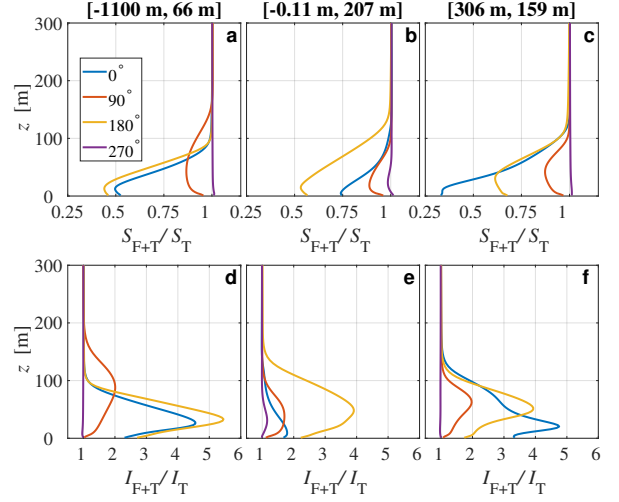 [-1100 m, 66 m] [-0.11 m, 207 m] [306 m, 159 m]
300 a b c
0°
90°
200 180°
270°
z [m]
100
0
0.25 0.5 0.75 1 0.25 0.5 0.75 1 0.25 0.5 0.75 1
S_F+T / S_T S_F+T / S_T S_F+T / S_T
300 d e f
200
z [m]
100
0
1 2 3 4 5 6 1 2 3 4 5 6 1 2 3 4 5 6
I_F+T / I_T I_F+T / I_T I_F+T / I_T